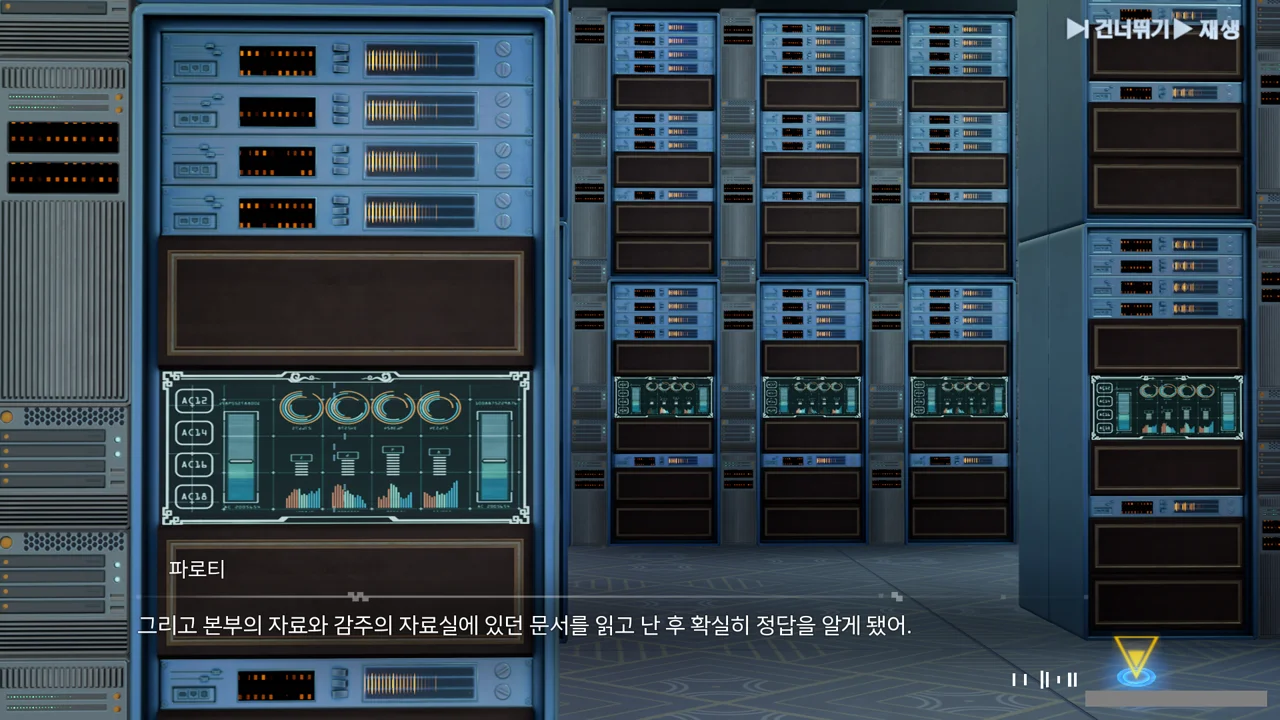 건너뛰기 재생
AC12
AC14
AC16
AC18
파로티
그리고 본부의 자료와 감주의 자료실에 있던 문서를 읽고 난 후 확실히 정답을 알게 됐어.